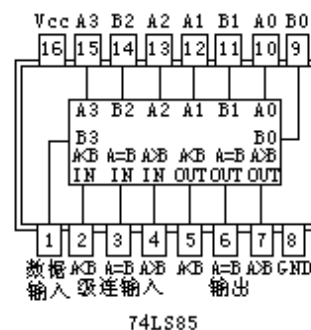 Vcc A3 B2 A2 A1 B1 A0 B0
16 15 14 13 12 11 10 9
A3 B2 A2 A1 B1 A0
B3 B0
A<B A=B A>B A<B A=B A>B
IN IN IN OUT OUT OUT
1 2 3 4 5 6 7 8
数据 A<B A=B A>B A<B A=B A>B GND
输入 级连输入 输出
74LS85